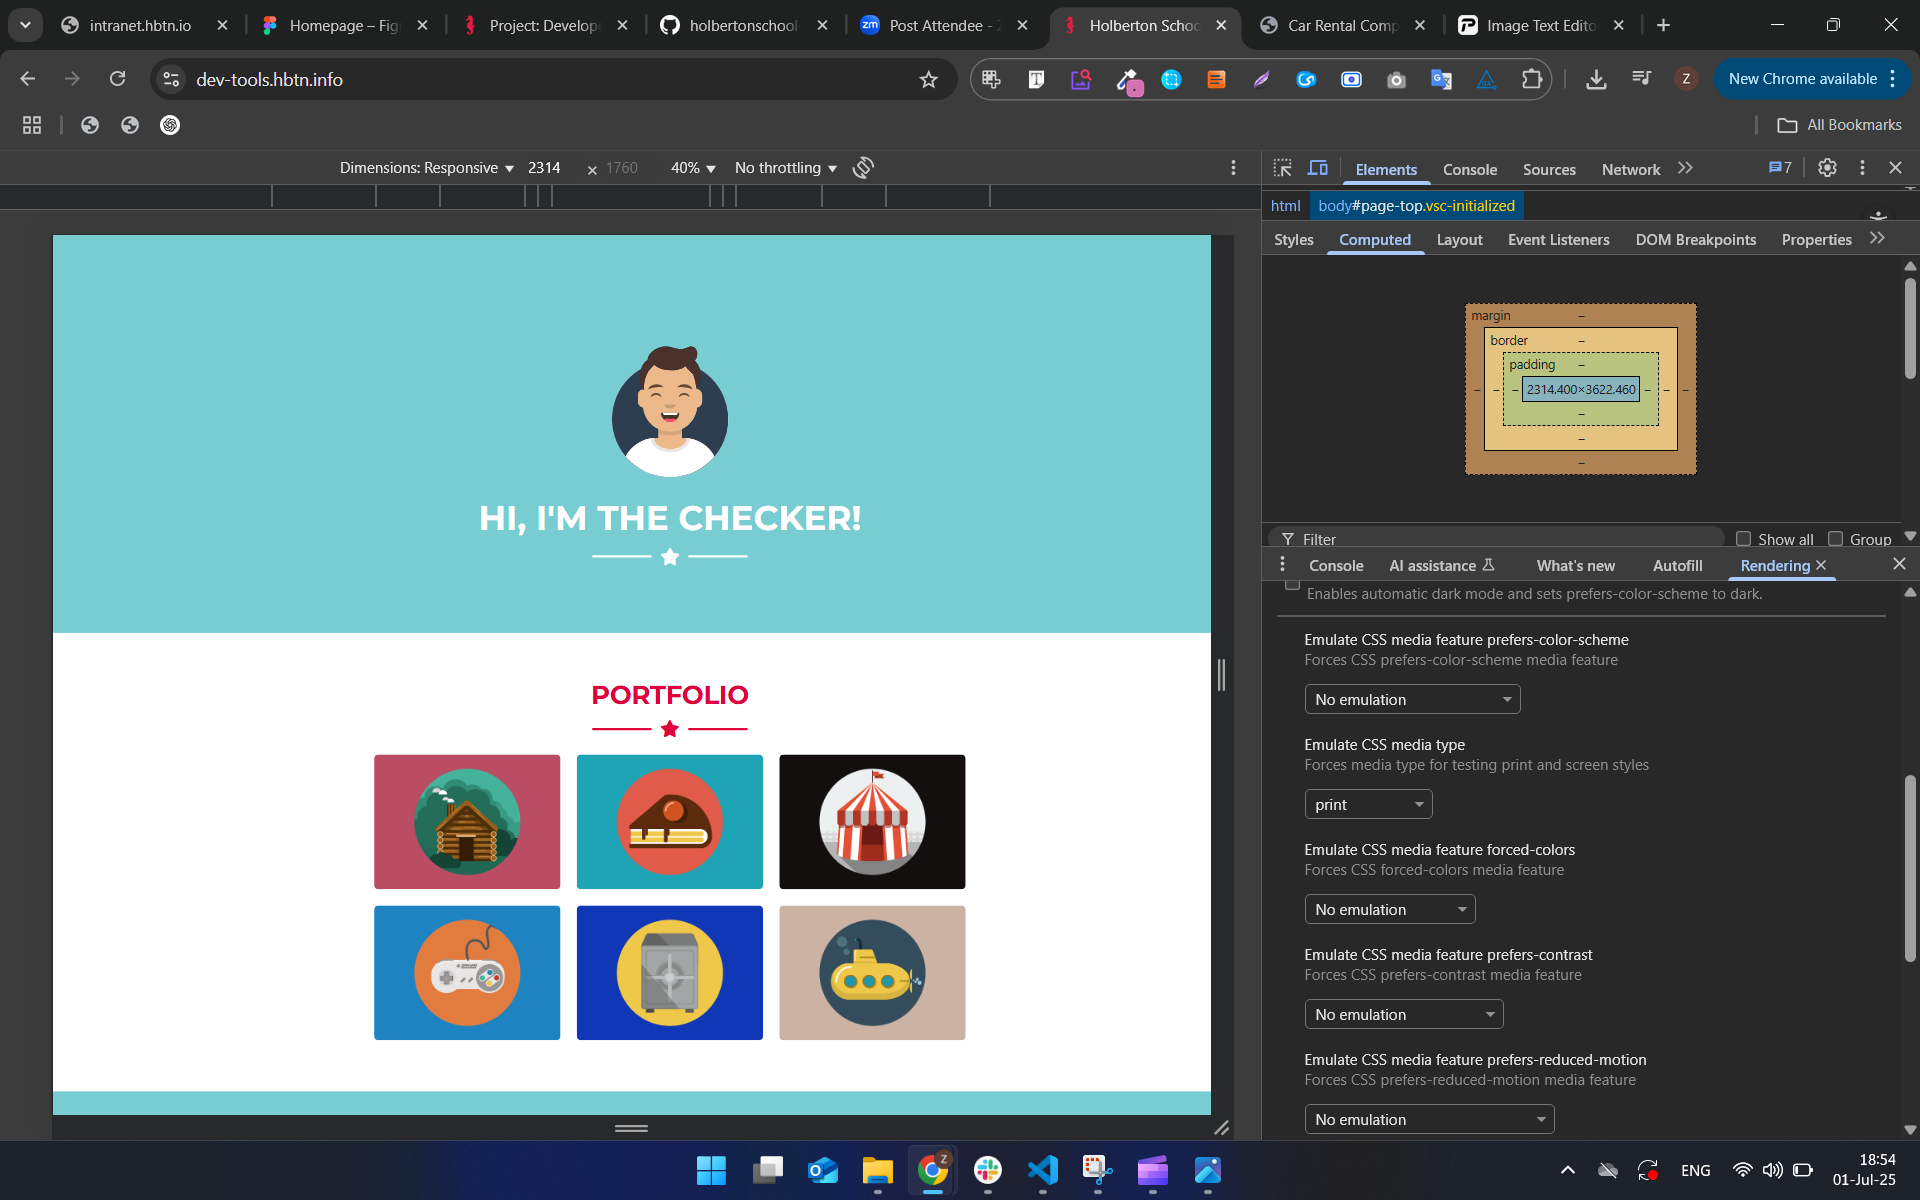 intranet.hbtn.io
Homepage – Fig
Project: Develope
holbertonschool-
Post Attendee - Z
Holberton Schoo
Car Rental Comp
Image Text Edito
dev-tools.hbtn.info
Z
New Chrome available
All Bookmarks
Dimensions: Responsive 2314 × 1760 40% No throttling
Elements Console Sources Network 7
html body#page-top.vsc-initialized
Styles Computed Layout Event Listeners DOM Breakpoints Properties
margin –
border –
padding –
– – – 2314.400×3622.460 – – –
–
–
–
Filter Show all Group
Console AI assistance What's new Autofill Rendering
Enables automatic dark mode and sets prefers-color-scheme to dark.
Emulate CSS media feature prefers-color-scheme
Forces CSS prefers-color-scheme media feature
No emulation
Emulate CSS media type
Forces media type for testing print and screen styles
print
Emulate CSS media feature forced-colors
Forces CSS forced-colors media feature
No emulation
Emulate CSS media feature prefers-contrast
Forces CSS prefers-contrast media feature
No emulation
Emulate CSS media feature prefers-reduced-motion
Forces CSS prefers-reduced-motion media feature
No emulation
HI, I'M THE CHECKER!
PORTFOLIO
ENG
18:54
01-Jul-25